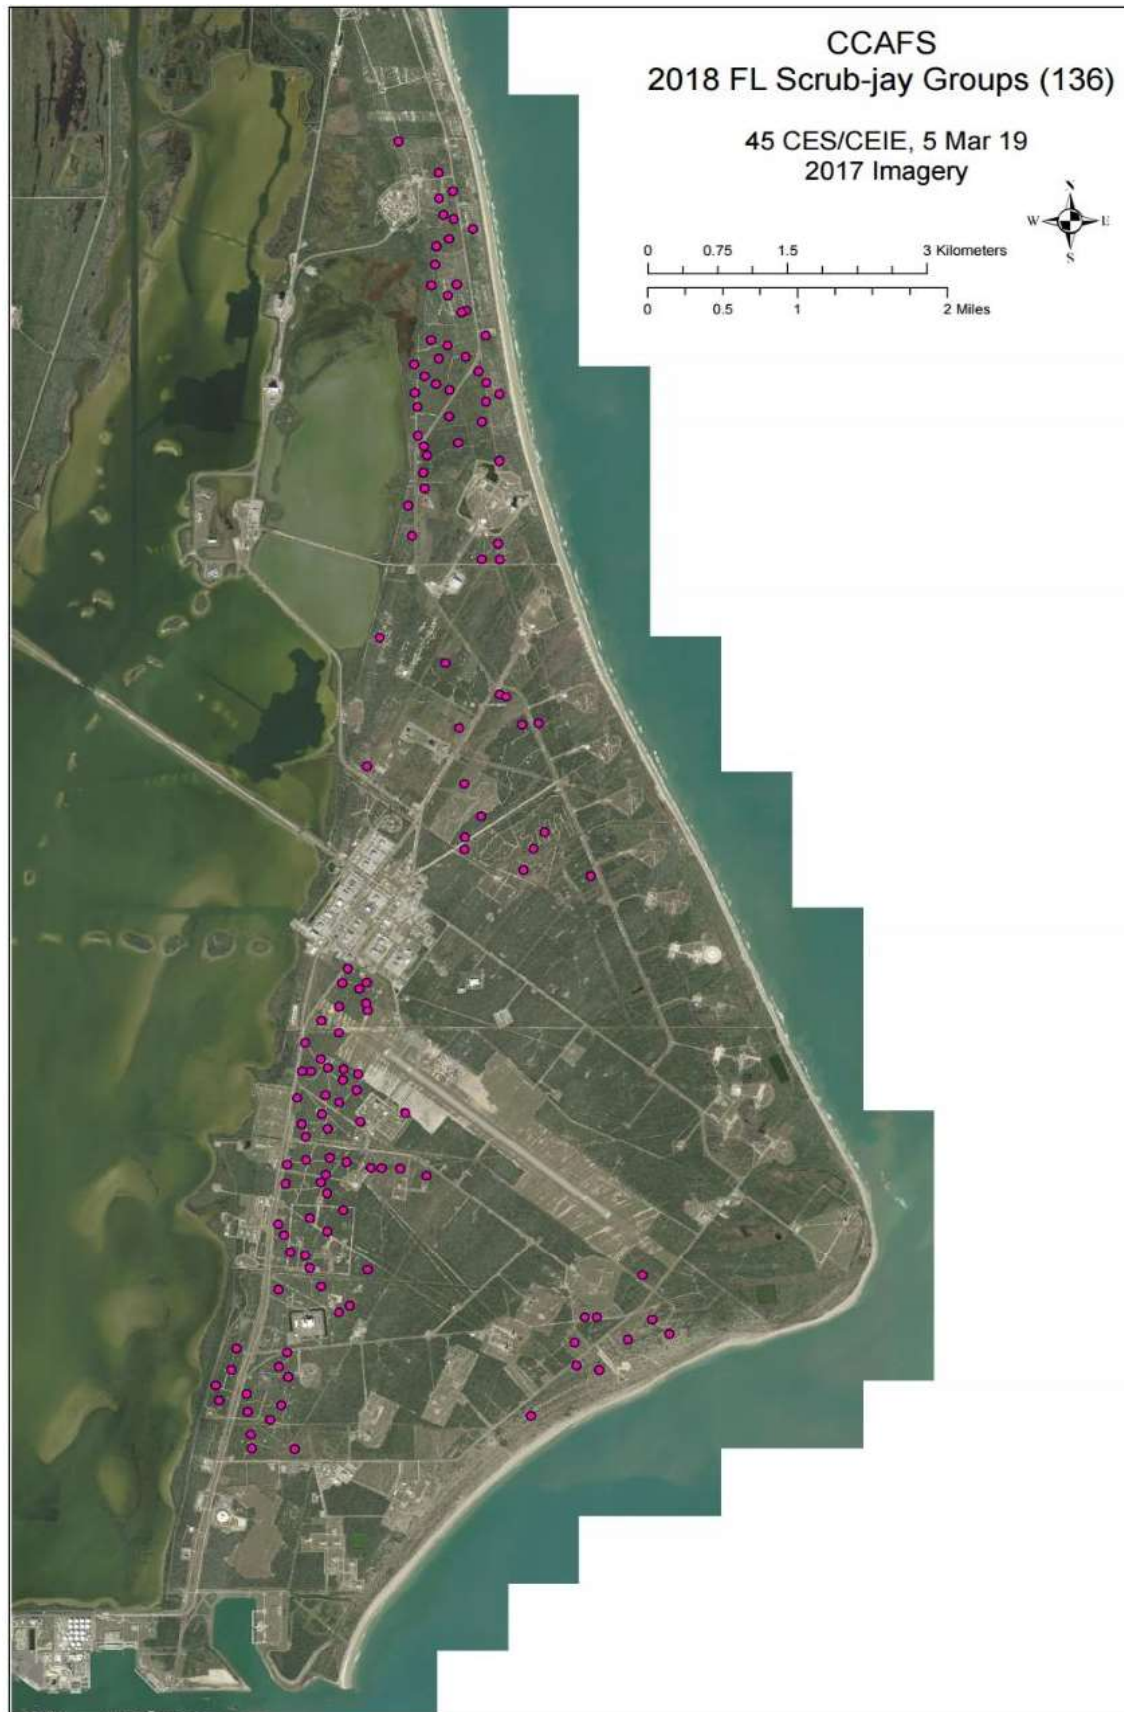 CCAFS
2018 FL Scrub-jay Groups (136)
45 CES/CEIE, 5 Mar 19
2017 Imagery
N
W E
S
0 0.75 1.5 3 Kilometers
0 0.5 1 2 Miles